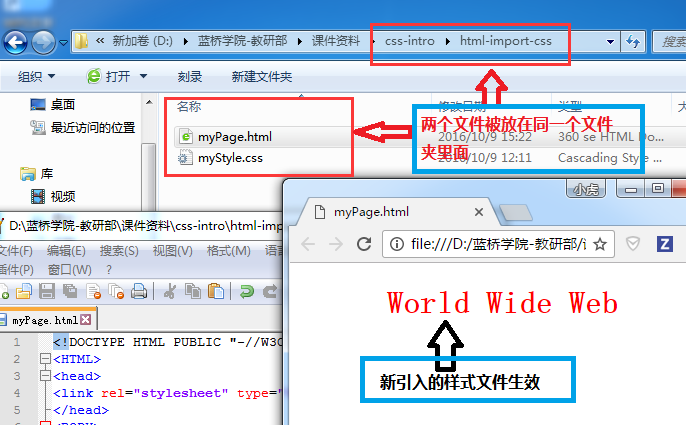 新加卷 (D:) 蓝桥学院-教研部 课件资料 css-intro html-import-css
组织 打开 刻录 新建文件夹
桌面
最近访问的位置
库
视频
名称 修改日期 类型
myPage.html 2016/10/9 15:22 360 se HTML Do...
myStyle.css 2016/10/9 12:11 Cascading Style ...
两个文件被放在同一个文件
夹里面
小虎
myPage.html
file:///D:/蓝桥学院-教研部/
World Wide Web
新引入的样式文件生效
D:\蓝桥学院-教研部\课件资料\css-intro\html-imp
文件(F) 编辑(E) 搜索(S) 视图(V) 格式(M) 语言
插件(P) 窗口(W) ?
myPage.html
1 <!DOCTYPE HTML PUBLIC "-//W3C
2 <HTML>
3 <head>
4 <link rel="stylesheet" type="
5 </head>
6 <BODY>